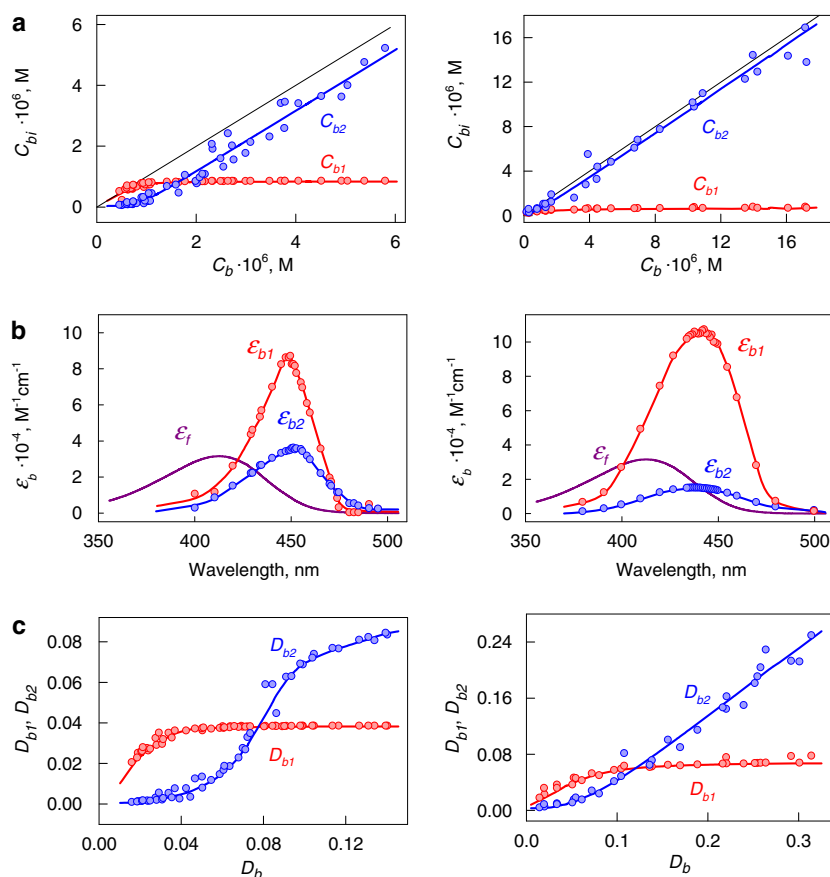 a
C_bi ·10^6, M
6
4
2
0
0 2 4 6
C_b2
C_b1
C_b ·10^6, M
C_bi ·10^6, M
16
12
8
4
0
0 4 8 12 16
C_b2
C_b1
C_b ·10^6, M
b
ε_b ·10^-4, M^-1cm^-1
10
8
6
4
2
0
350 400 450 500
ε_b1
ε_b2
ε_f
Wavelength, nm
ε_b ·10^-4, M^-1cm^-1
10
8
6
4
2
0
350 400 450 500
ε_b1
ε_f
ε_b2
Wavelength, nm
c
D_b1, D_b2
0.08
0.06
0.04
0.02
0.00
0.00 0.04 0.08 0.12
D_b2
D_b1
D_b
D_b1, D_b2
0.24
0.16
0.08
0.00
0.0 0.1 0.2 0.3
D_b2
D_b1
D_b